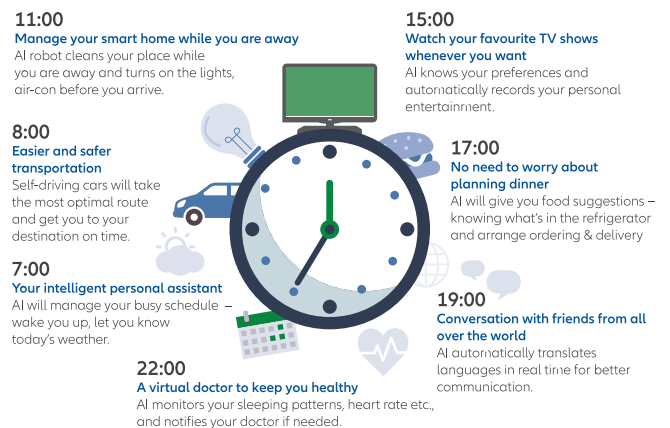 11:00
Manage your smart home while you are away
AI robot cleans your place while
you are away and turns on the lights,
air-con before you arrive.
15:00
Watch your favourite TV shows
whenever you want
AI knows your preferences and
automatically records your personal
entertainment.
8:00
Easier and safer
transportation
Self-driving cars will take
the most optimal route
and get you to your
destination on time.
17:00
No need to worry about
planning dinner
AI will give you food suggestions –
knowing what's in the refrigerator
and arrange ordering & delivery
7:00
Your intelligent personal assistant
AI will manage your busy schedule –
wake you up, let you know
today's weather.
19:00
Conversation with friends from all
over the world
AI automatically translates
languages in real time for better
communication.
22:00
A virtual doctor to keep you healthy
AI monitors your sleeping patterns, heart rate etc.,
and notifies your doctor if needed.